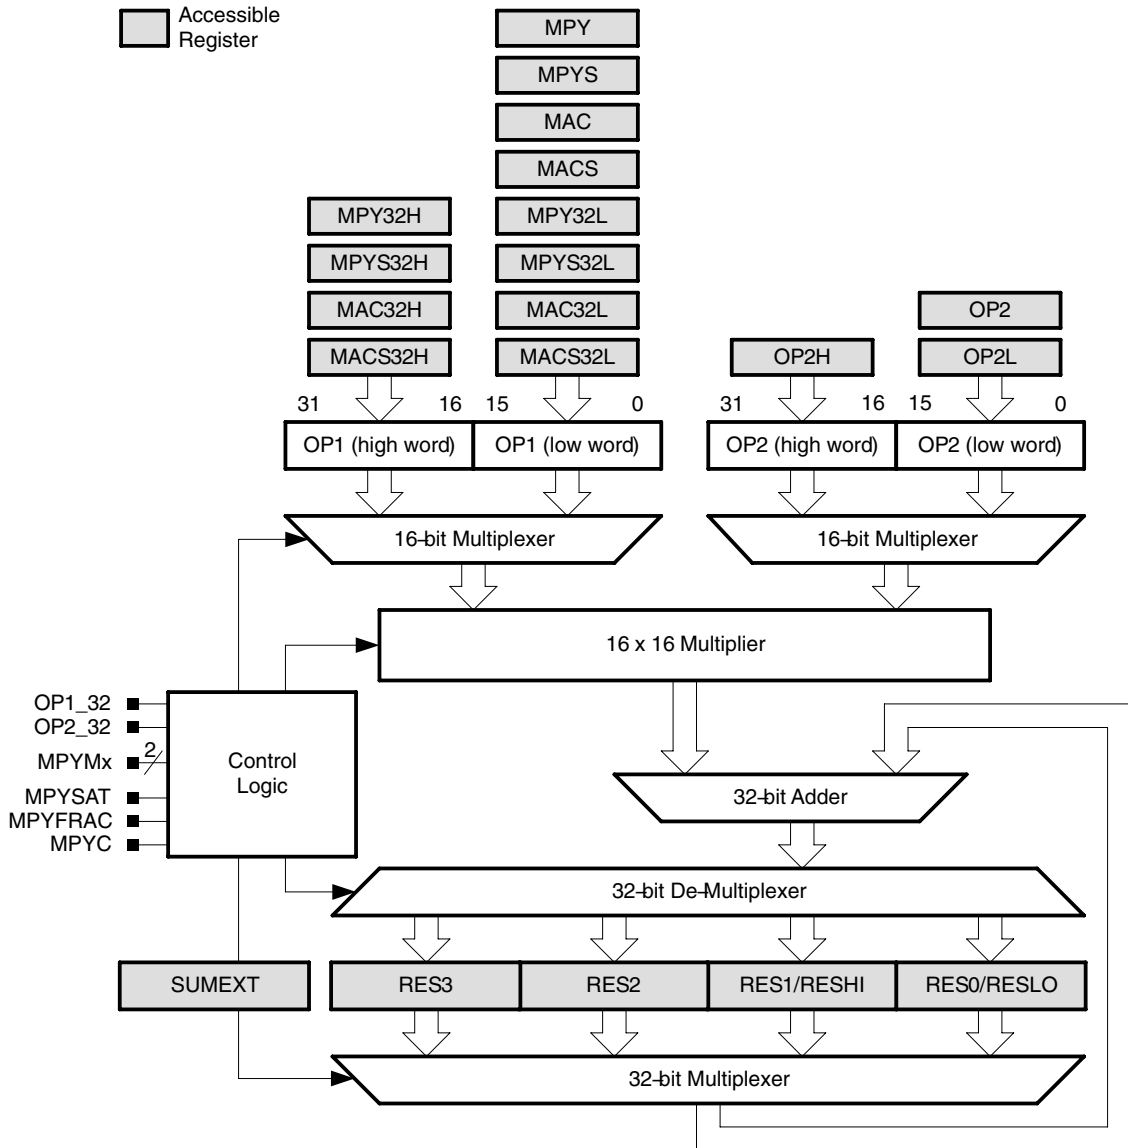 Accessible
Register
MPY
MPYS
MAC
MACS
MPY32H MPY32L
MPYS32H MPYS32L
MAC32H MAC32L OP2
MACS32H MACS32L OP2H OP2L
31 16 15 0 31 16 15 0
OP1 (high word) OP1 (low word) OP2 (high word) OP2 (low word)
16-bit Multiplexer 16-bit Multiplexer
16 x 16 Multiplier
OP1_32
OP2_32
2
MPYMx
Control
Logic
MPYSAT
MPYFRAC
MPYC
32-bit Adder
32-bit De-Multiplexer
SUMEXT RES3 RES2 RES1/RESHI RES0/RESLO
32-bit Multiplexer